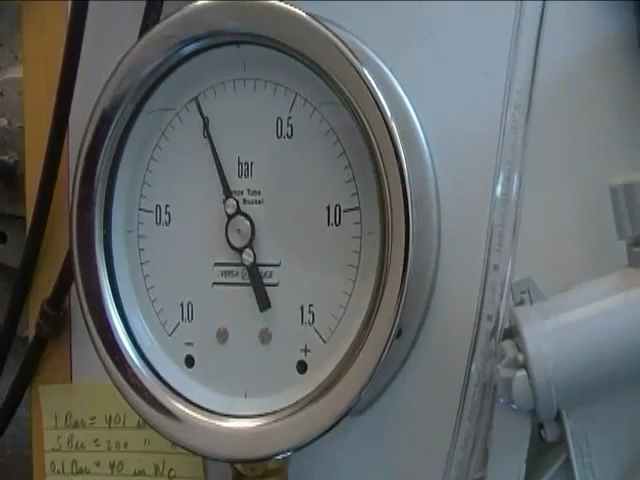 0 0.5
bar
0.5 1.0
1.0 1.5
- +
1 Bar = 401 in
.5 Bar = 200 "
0.1 Bar = 40 in